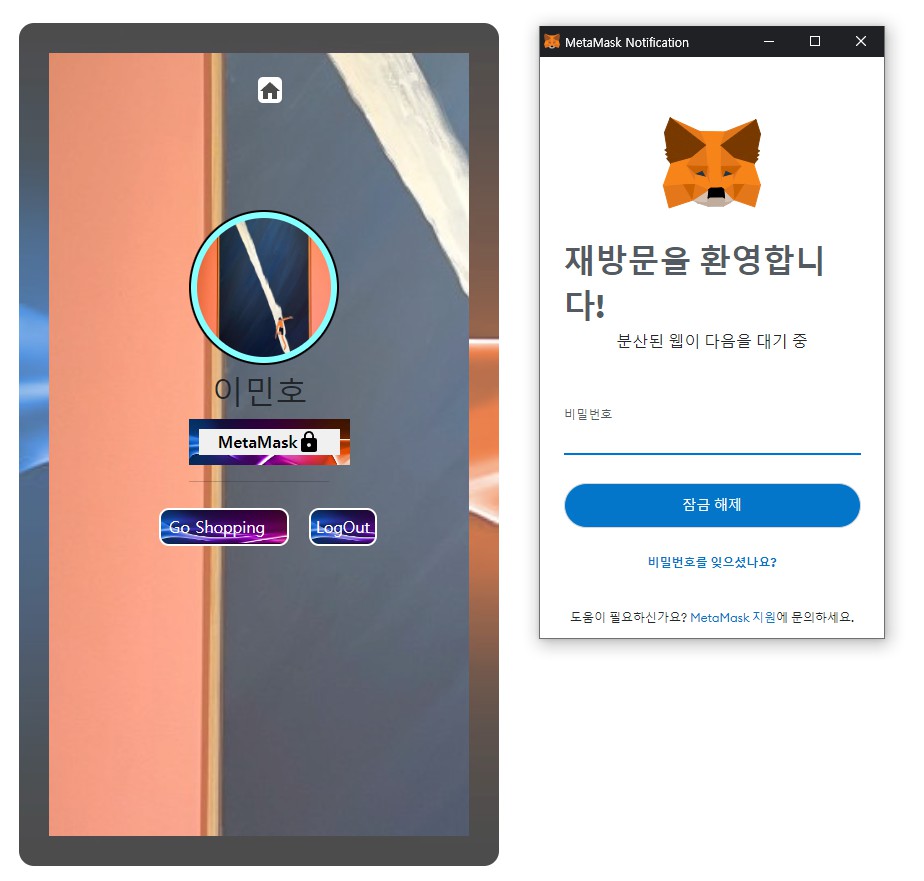 이민호
MetaMask
Go Shopping
LogOut
MetaMask Notification
재방문을 환영합니
다!
분산된 웹이 다음을 대기 중
비밀번호
잠금 해제
비밀번호를 잊으셨나요?
도움이 필요하신가요? MetaMask 지원에 문의하세요.